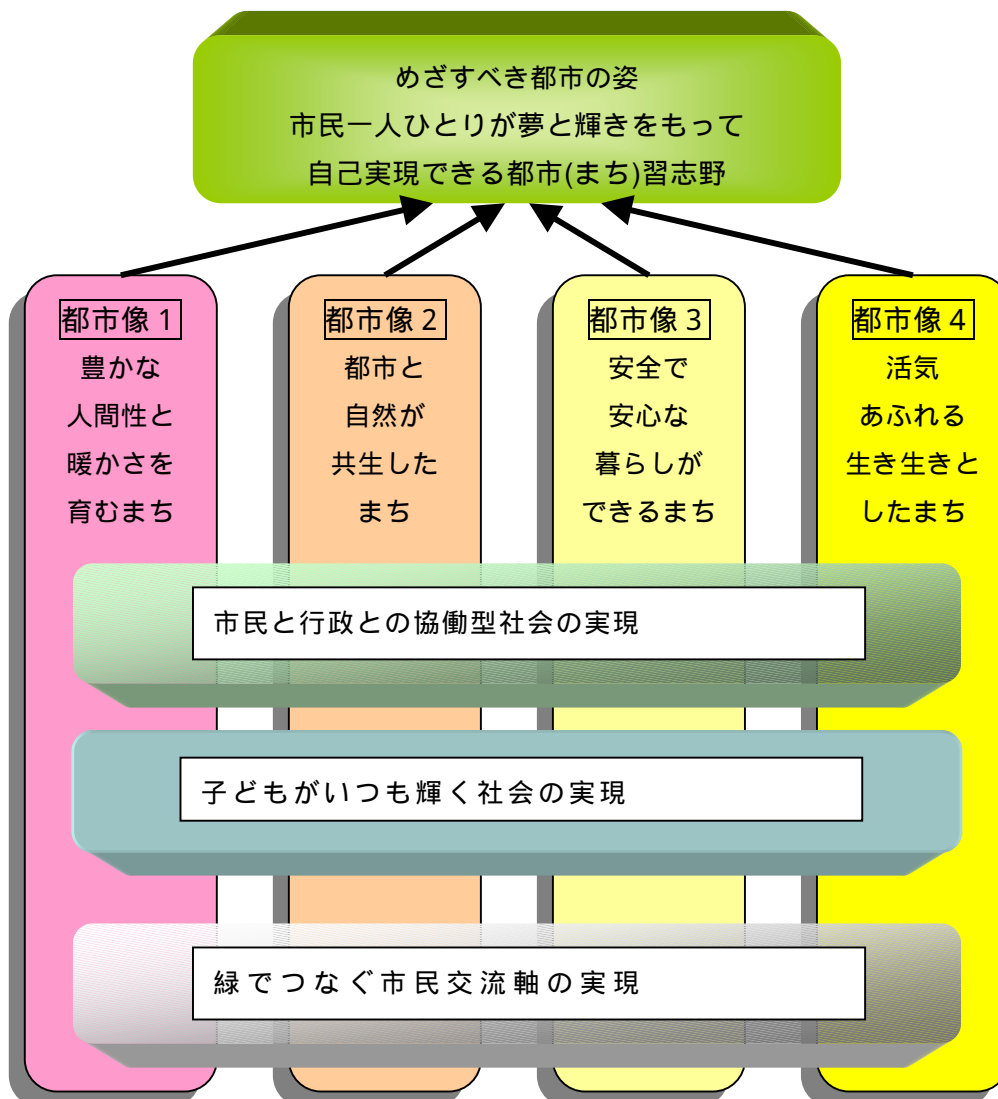 めざすべき都市の姿
市民一人ひとりが夢と輝きをもって
自己実現できる都市(まち)習志野
都市像1
豊かな
人間性と
暖かさを
育むまち
都市像2
都市と
自然が
共生した
まち
都市像3
安全で
安心な
暮らしが
できるまち
都市像4
活気
あふれる
生き生きと
したまち
市民と行政との協働型社会の実現
子どもがいつも輝く社会の実現
緑でつなぐ市民交流軸の実現